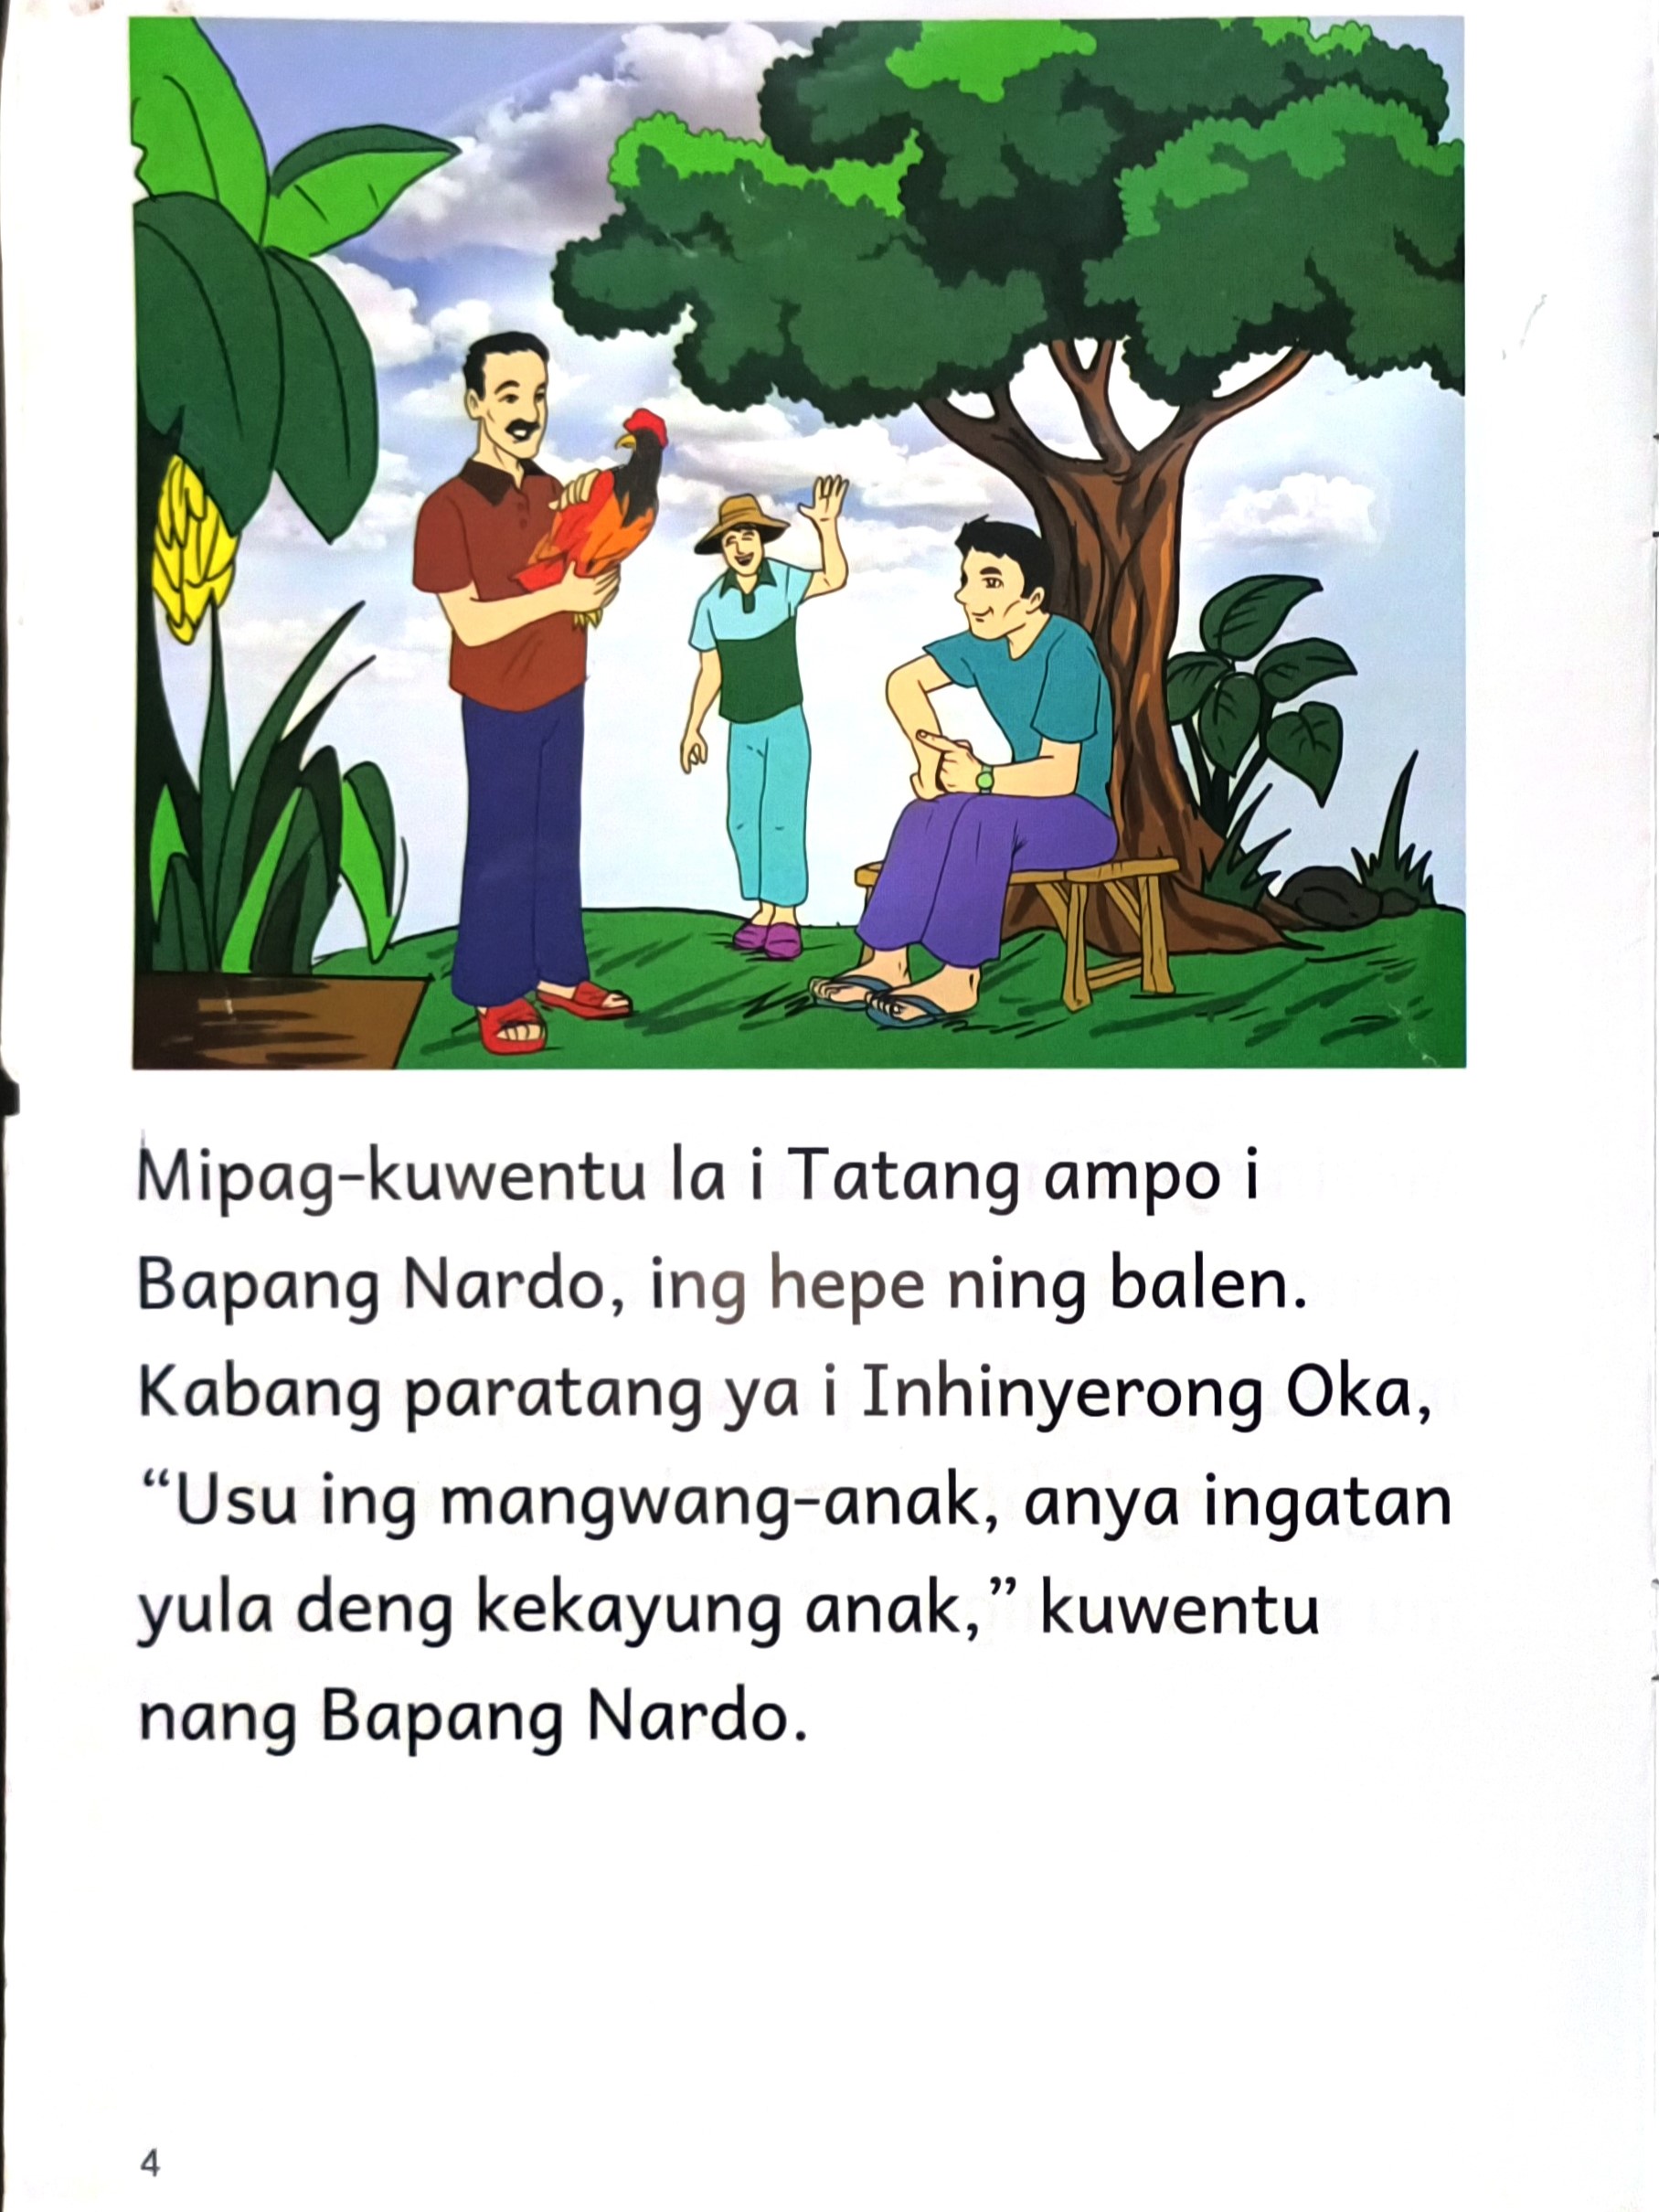 Mipag-kuwentu la i Tatang ampo i
Bapang Nardo, ing hepe ning balen.
Kabang paratang ya i Inhinyerong Oka,
“Usu ing mangwang-anak, anya ingatan
yula deng kekayung anak,” kuwentu
nang Bapang Nardo.
4